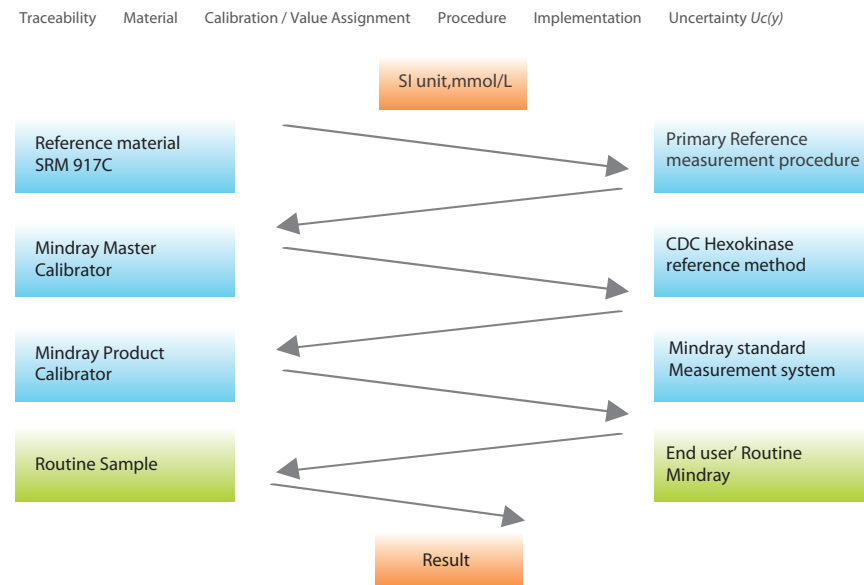 Traceability Material Calibration / Value Assignment Procedure Implementation Uncertainty Uc(y)
SI unit,mmol/L
Reference material
SRM 917C
Primary Reference
measurement procedure
Mindray Master
Calibrator
CDC Hexokinase
reference method
Mindray Product
Calibrator
Mindray standard
Measurement system
Routine Sample
End user' Routine
Mindray
Result